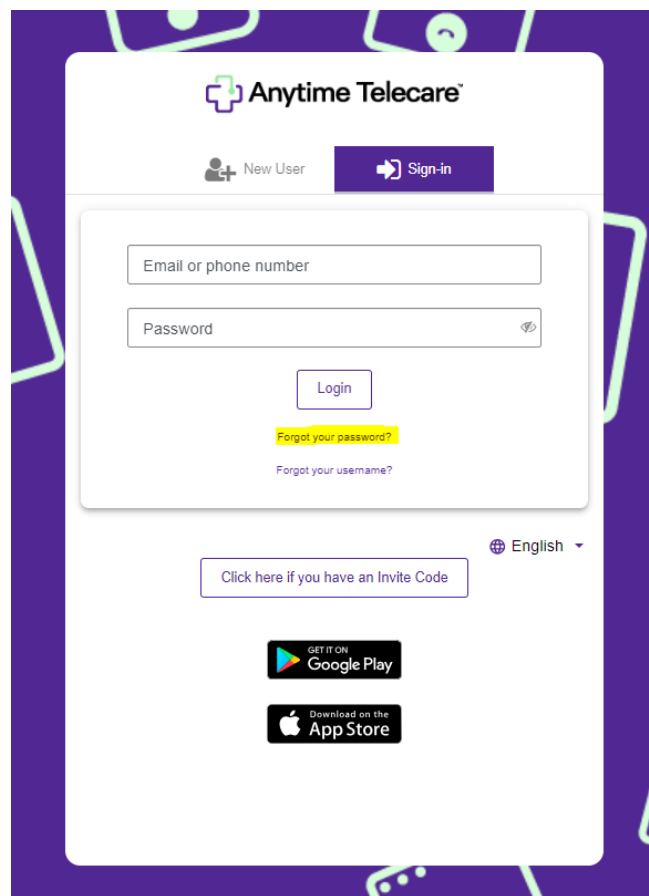 Anytime Telecare™
New User
Sign-in
Email or phone number
Password
Login
Forgot your password?
Forgot your username?
English
Click here if you have an Invite Code
GET IT ON
Google Play
Download on the
App Store